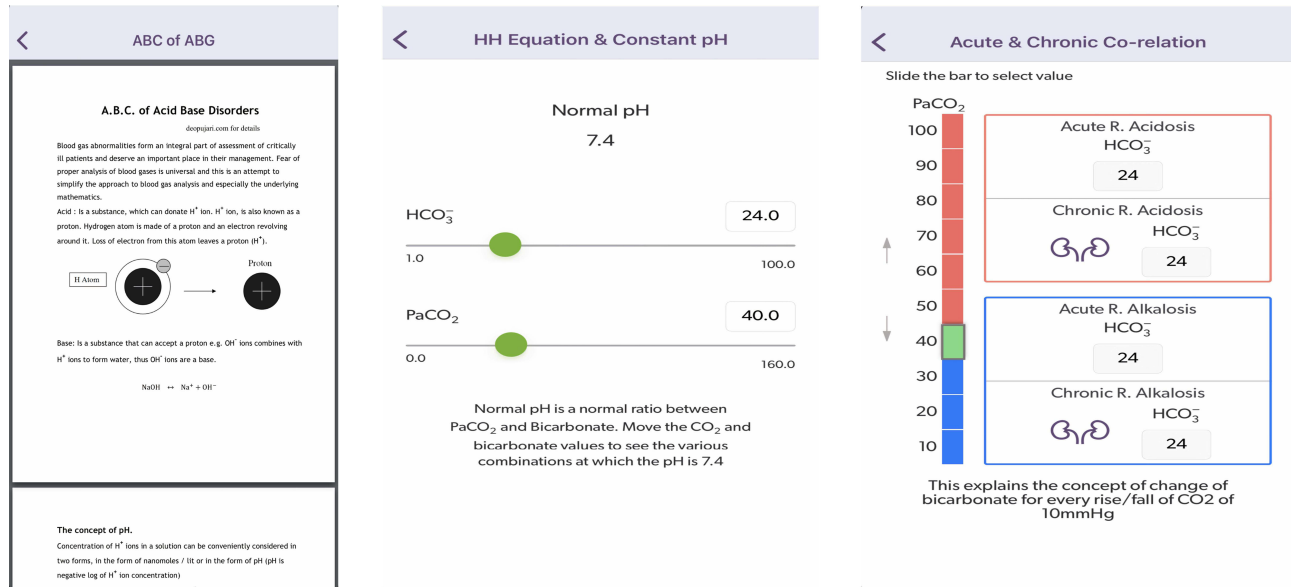 ABC of ABG
A.B.C. of Acid Base Disorders
deopujari.com for details
Blood gas abnormalities form an integral part of assessment of critically
ill patients and deserve an important place in their management. Fear of
proper analysis of blood gases is universal and this is an attempt to
simplify the approach to blood gas analysis and especially the underlying
mathematics.
Acid : Is a substance, which can donate H⁺ ion. H⁺ ion, is also known as a
proton. Hydrogen atom is made of a proton and an electron revolving
around it. Loss of electron from this atom leaves a proton (H⁺).
H Atom
Proton
Base: Is a substance that can accept a proton e.g. OH⁻ ions combines with
H⁺ ions to form water, thus OH⁻ ions are a base.
NaOH ↔ Na⁺ + OH⁻
The concept of pH.
Concentration of H⁺ ions in a solution can be conveniently considered in
two forms, in the form of nanomoles / lit or in the form of pH (pH is
negative log of H⁺ ion concentration)
HH Equation & Constant pH
Normal pH
7.4
HCO₃⁻ 24.0
1.0 100.0
PaCO₂ 40.0
0.0 160.0
Normal pH is a normal ratio between
PaCO₂ and Bicarbonate. Move the CO₂ and
bicarbonate values to see the various
combinations at which the pH is 7.4
Acute & Chronic Co-relation
Slide the bar to select value
PaCO₂
100
90
80
70
60
50
40
30
20
10
Acute R. Acidosis
HCO₃⁻
24
Chronic R. Acidosis
HCO₃⁻
24
Acute R. Alkalosis
HCO₃⁻
24
Chronic R. Alkalosis
HCO₃⁻
24
This explains the concept of change of
bicarbonate for every rise/fall of CO2 of
10mmHg